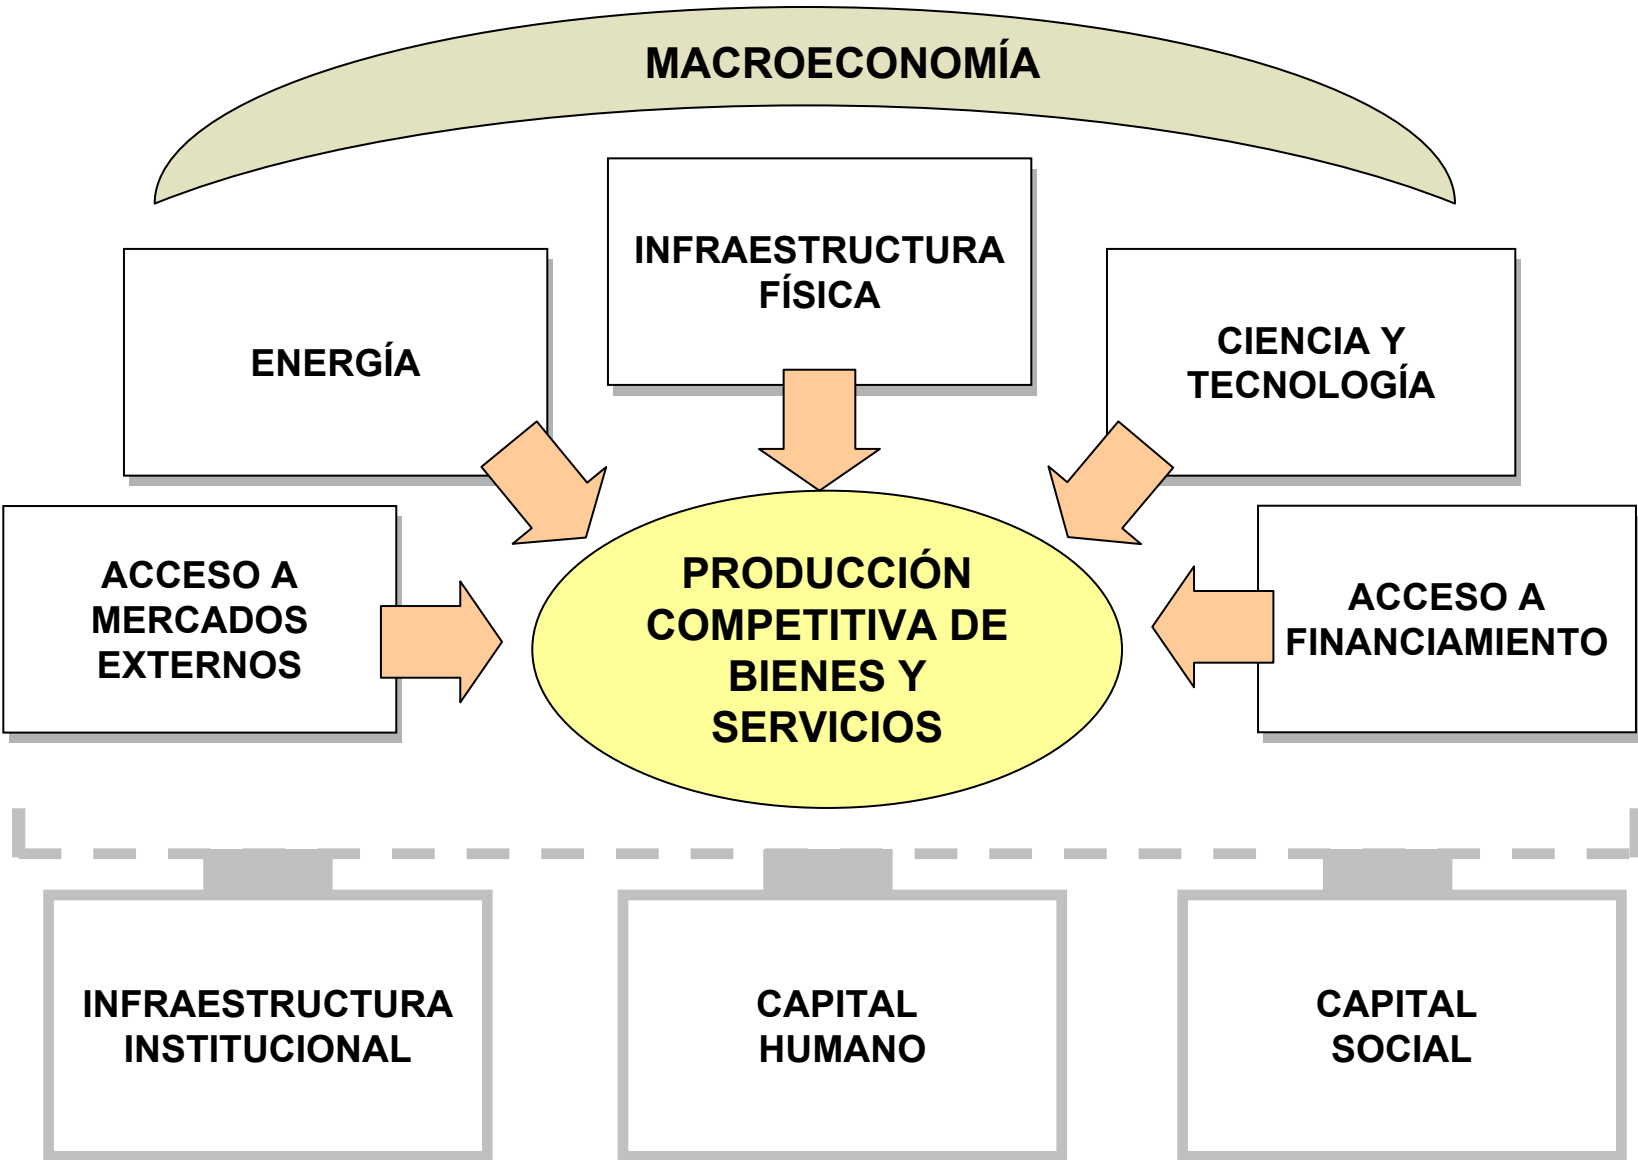 MACROECONOMÍA
INFRAESTRUCTURA
FÍSICA
ENERGÍA
CIENCIA Y
TECNOLOGÍA
ACCESO A
MERCADOS
EXTERNOS
PRODUCCIÓN
COMPETITIVA DE
BIENES Y
SERVICIOS
ACCESO A
FINANCIAMIENTO
INFRAESTRUCTURA
INSTITUCIONAL
CAPITAL
HUMANO
CAPITAL
SOCIAL